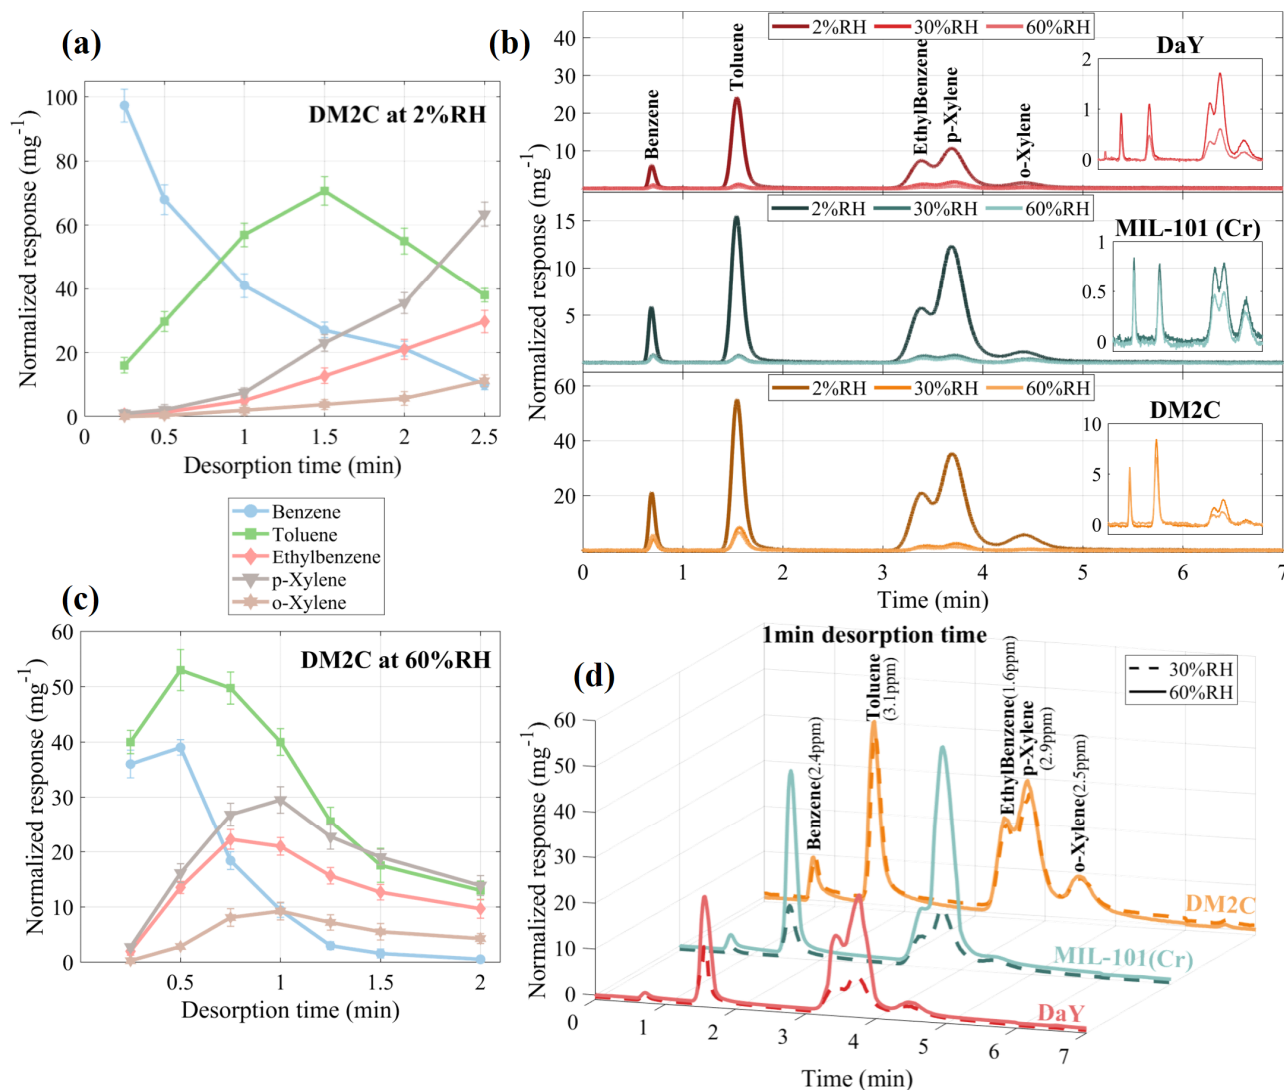 (a)
DM2C at 2%RH
Normalized response (mg-1)
100
80
60
40
20
0
0 0.5 1 1.5 2 2.5
Desorption time (min)
Benzene
Toluene
Ethylbenzene
p-Xylene
o-Xylene
(b)
2%RH 30%RH 60%RH
DaY
Benzene
Toluene
EthylBenzene
p-Xylene
o-Xylene
40
30
20
10
0
2
1
0
2%RH 30%RH 60%RH
MIL-101 (Cr)
15
10
5
0
1
0.5
0
2%RH 30%RH 60%RH
DM2C
60
40
20
0
10
5
0
Normalized response (mg-1)
0 1 2 3 4 5 6 7
Time (min)
(c)
DM2C at 60%RH
Normalized response (mg-1)
60
50
40
30
20
10
0
0.5 1 1.5 2
Desorption time (min)
(d)
1min desorption time
30%RH
60%RH
Benzene(2.4ppm)
Toluene
(3.1ppm)
EthylBenzene(1.6ppm)
p-Xylene
(2.9ppm)
o-Xylene(2.5ppm)
DM2C
MIL-101(Cr)
DaY
Normalized response (mg-1)
60
50
40
30
20
10
0
0 1 2 3 4 5 6 7
Time (min)